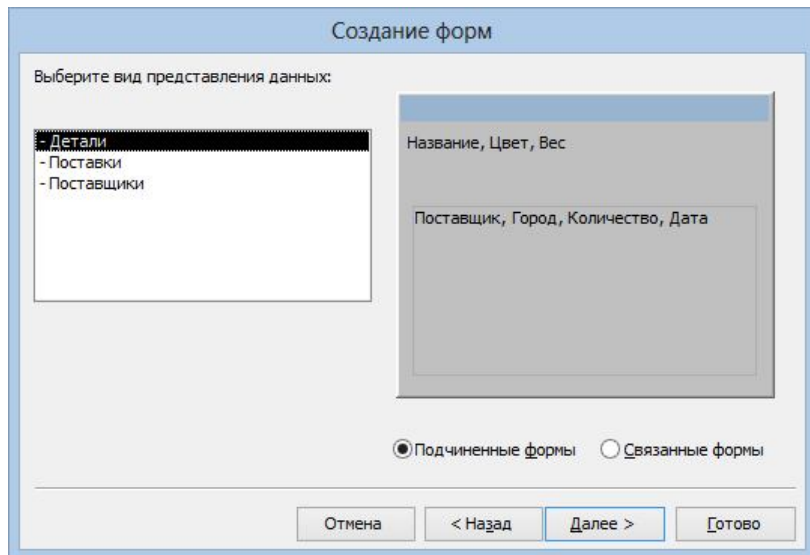 Создание форм
Выберите вид представления данных:
- Детали
- Поставки
- Поставщики
Название, Цвет, Вес
Поставщик, Город, Количество, Дата
Подчиненные формы
Связанные формы
Отмена
< Назад
Далее >
Готово